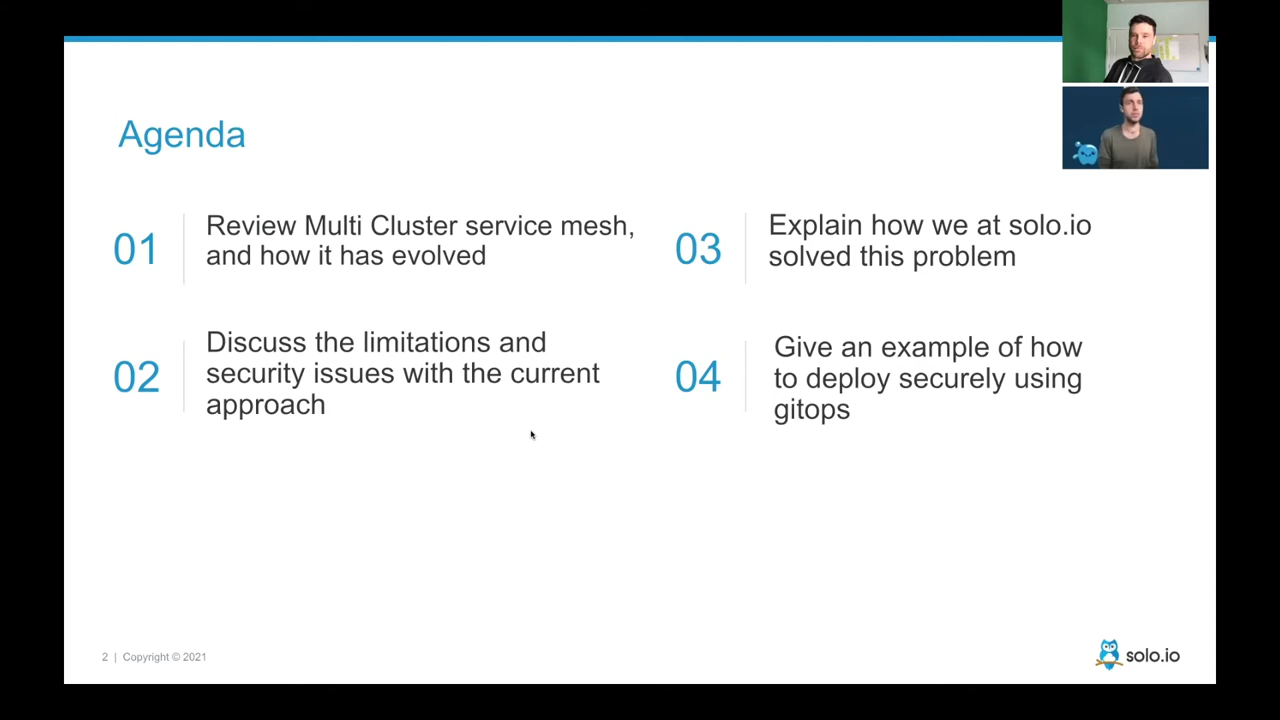 Agenda
01
Review Multi Cluster service mesh,
and how it has evolved
02
Discuss the limitations and
security issues with the current
approach
03
Explain how we at solo.io
solved this problem
04
Give an example of how
to deploy securely using
gitops
2 | Copyright © 2021
solo.io